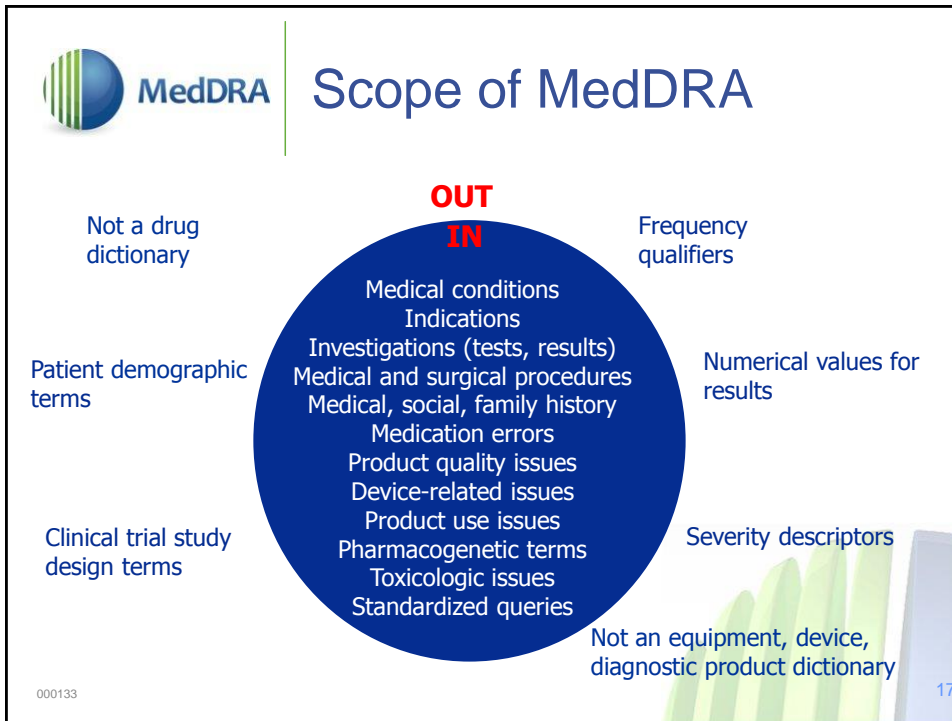 MedDRA
Scope of MedDRA
OUT
IN
Not a drug
dictionary
Frequency
qualifiers
Medical conditions
Indications
Investigations (tests, results)
Medical and surgical procedures
Medical, social, family history
Medication errors
Product quality issues
Device-related issues
Product use issues
Pharmacogenetic terms
Toxicologic issues
Standardized queries
Patient demographic
terms
Numerical values for
results
Clinical trial study
design terms
Severity descriptors
Not an equipment, device,
diagnostic product dictionary
000133
17